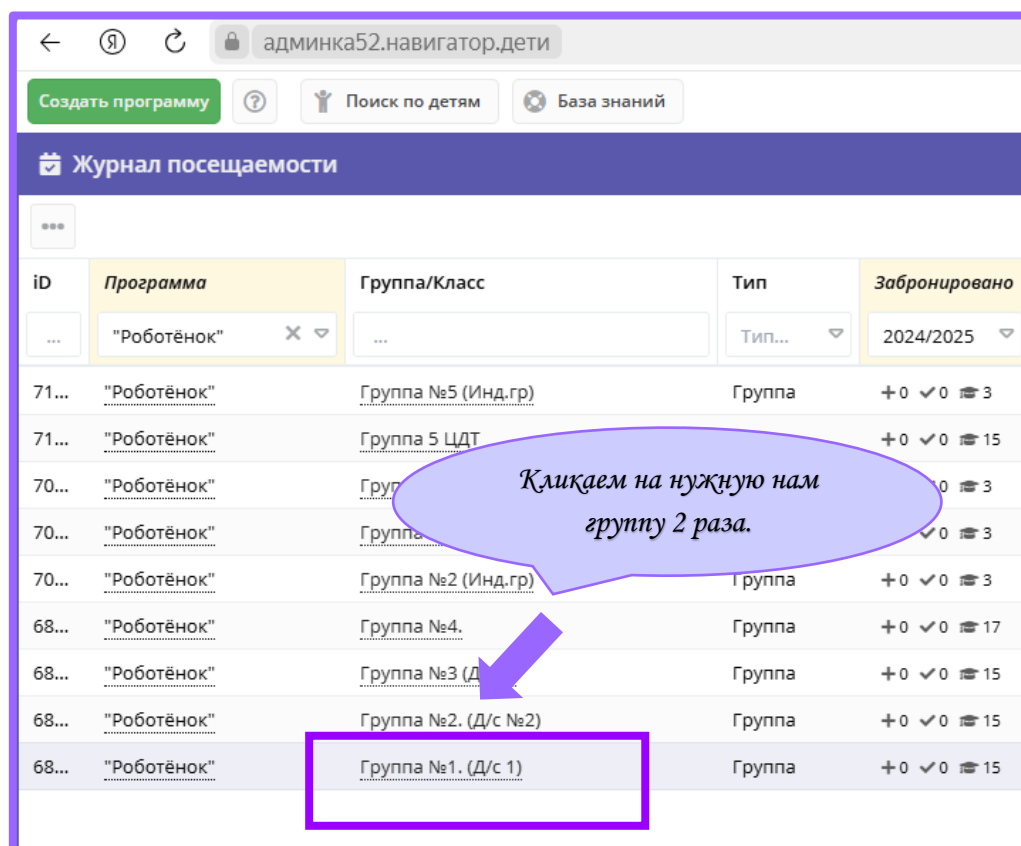 админка52.навигатор.дети
Создать программу Поиск по детям База знаний
Журнал посещаемости
iD Программа Группа/Класс Тип Забронировано
... "Роботёнок" ... Тип... 2024/2025
71... "Роботёнок" Группа №5 (Инд.гр) Группа 0 0 3
71... "Роботёнок" Группа 5 ЦДТ 0 0 15
Кликаем на нужную нам
70... "Роботёнок" 0 3
группу 2 раза.
70... "Роботёнок" 0 3
70... "Роботёнок" Группа №2 (Инд.гр) Группа 0 0 3
68... "Роботёнок" Группа №4. Группа 0 0 17
68... "Роботёнок" Группа №3 Группа 0 0 15
68... "Роботёнок" Группа №2. (Д/с №2) Группа 0 0 15
68... "Роботёнок" Группа №1. (Д/с 1) Группа 0 0 15